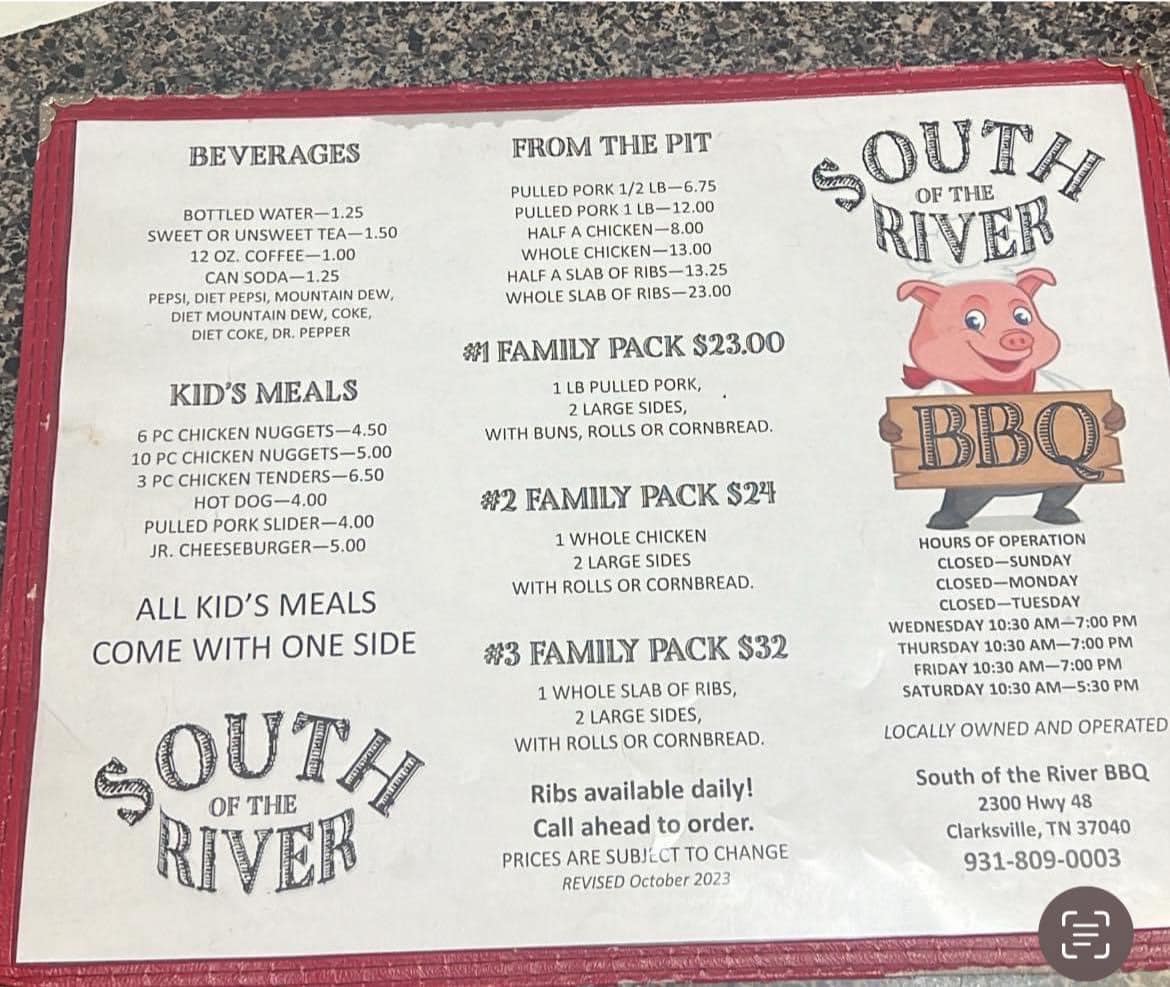 BEVERAGES
BOTTLED WATER—1.25
SWEET OR UNSWEET TEA—1.50
12 OZ. COFFEE—1.00
CAN SODA—1.25
PEPSI, DIET PEPSI, MOUNTAIN DEW,
DIET MOUNTAIN DEW, COKE,
DIET COKE, DR. PEPPER
KID'S MEALS
6 PC CHICKEN NUGGETS—4.50
10 PC CHICKEN NUGGETS—5.00
3 PC CHICKEN TENDERS—6.50
HOT DOG—4.00
PULLED PORK SLIDER—4.00
JR. CHEESEBURGER—5.00
ALL KID'S MEALS
COME WITH ONE SIDE
SOUTH
OF THE
RIVER
FROM THE PIT
PULLED PORK 1/2 LB—6.75
PULLED PORK 1 LB—12.00
HALF A CHICKEN—8.00
WHOLE CHICKEN—13.00
HALF A SLAB OF RIBS—13.25
WHOLE SLAB OF RIBS—23.00
#1 FAMILY PACK $23.00
1 LB PULLED PORK,
2 LARGE SIDES,
WITH BUNS, ROLLS OR CORNBREAD.
#2 FAMILY PACK $24
1 WHOLE CHICKEN
2 LARGE SIDES
WITH ROLLS OR CORNBREAD.
#3 FAMILY PACK $32
1 WHOLE SLAB OF RIBS,
2 LARGE SIDES,
WITH ROLLS OR CORNBREAD.
Ribs available daily!
Call ahead to order.
PRICES ARE SUBJECT TO CHANGE
REVISED October 2023
SOUTH
OF THE
RIVER
BBQ
HOURS OF OPERATION
CLOSED—SUNDAY
CLOSED—MONDAY
CLOSED—TUESDAY
WEDNESDAY 10:30 AM—7:00 PM
THURSDAY 10:30 AM—7:00 PM
FRIDAY 10:30 AM—7:00 PM
SATURDAY 10:30 AM—5:30 PM
LOCALLY OWNED AND OPERATED
South of the River BBQ
2300 Hwy 48
Clarksville, TN 37040
931-809-0003